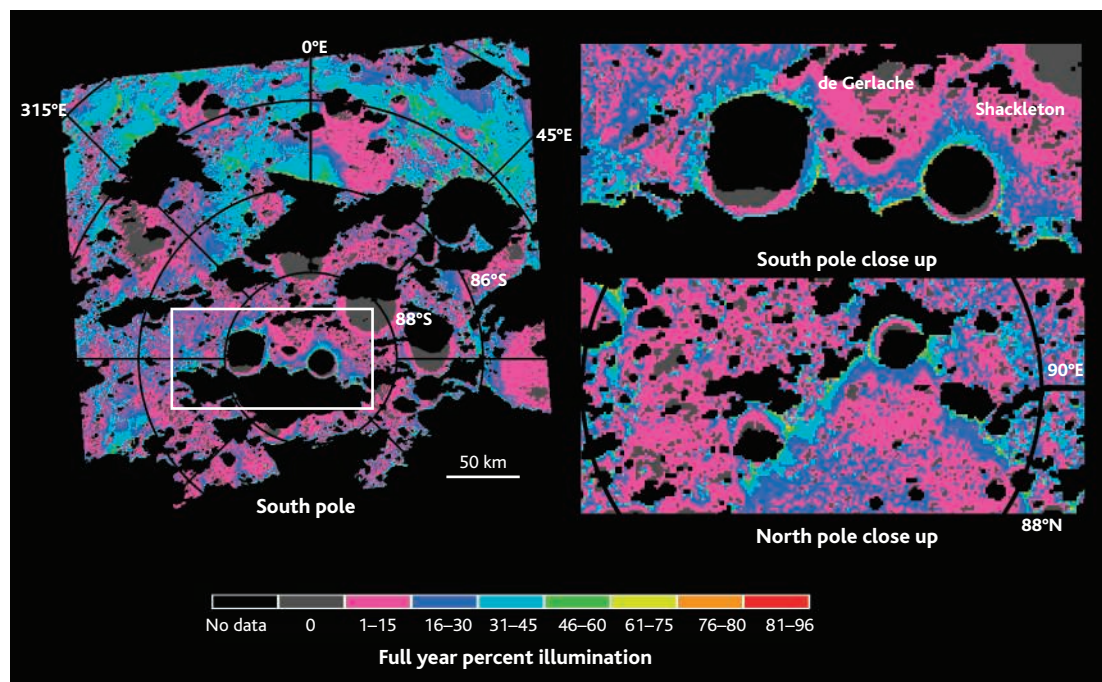 0°E
315°E
45°E
86°S
88°S
50 km
South pole
de Gerlache
Shackleton
South pole close up
90°E
88°N
North pole close up
No data 0 1–15 16–30 31–45 46–60 61–75 76–80 81–96
Full year percent illumination